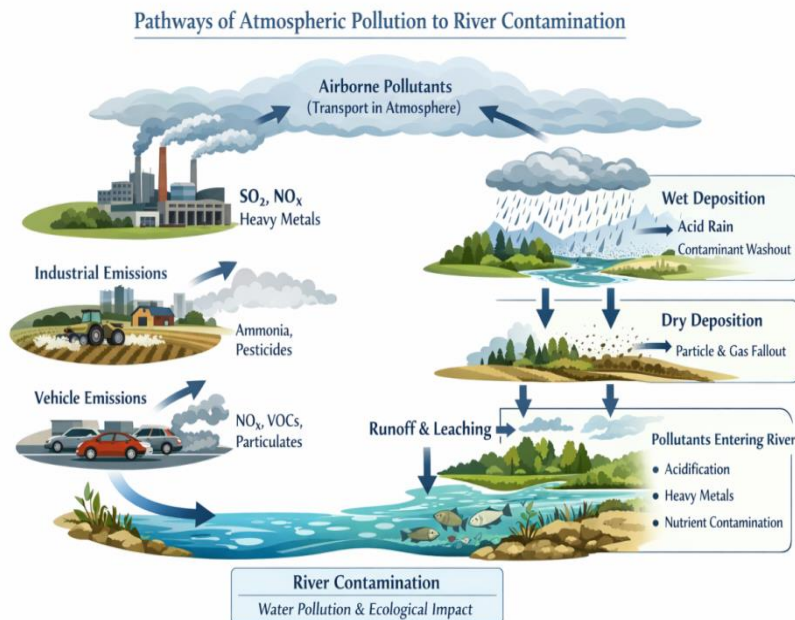 Pathways of Atmospheric Pollution to River Contamination
Airborne Pollutants
(Transport in Atmosphere)
SO₂, NOₓ
Heavy Metals
Industrial Emissions
Ammonia,
Pesticides
Vehicle Emissions
NOₓ, VOCs,
Particulates
Wet Deposition
Acid Rain
Contaminant Washout
Dry Deposition
Particle & Gas Fallout
Runoff & Leaching
Pollutants Entering River
• Acidification
• Heavy Metals
• Nutrient Contamination
River Contamination
Water Pollution & Ecological Impact